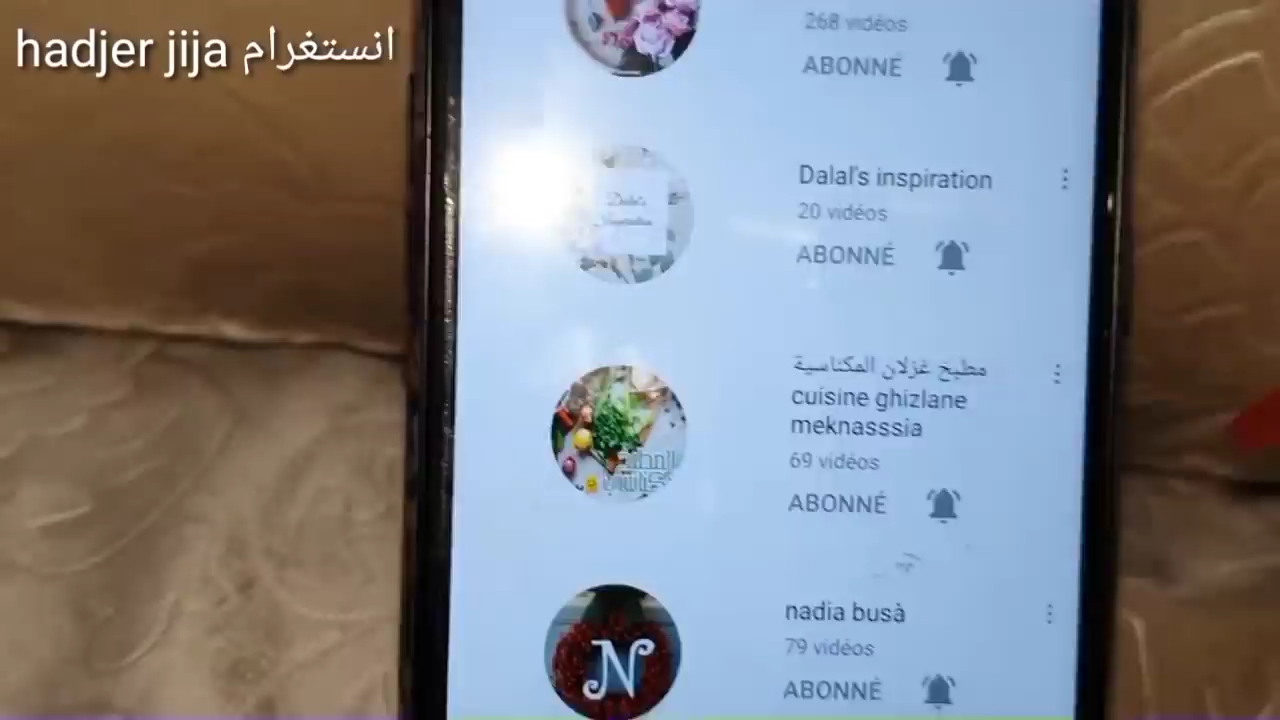 hadjer jija انستغرام
268 vidéos
ABONNÉ
Dalal's inspiration
20 vidéos
ABONNÉ
مطبخ غزلان المكناسية
cuisine ghizlane
meknasssia
69 vidéos
ABONNÉ
N
nadia busà
79 vidéos
ABONNÉ